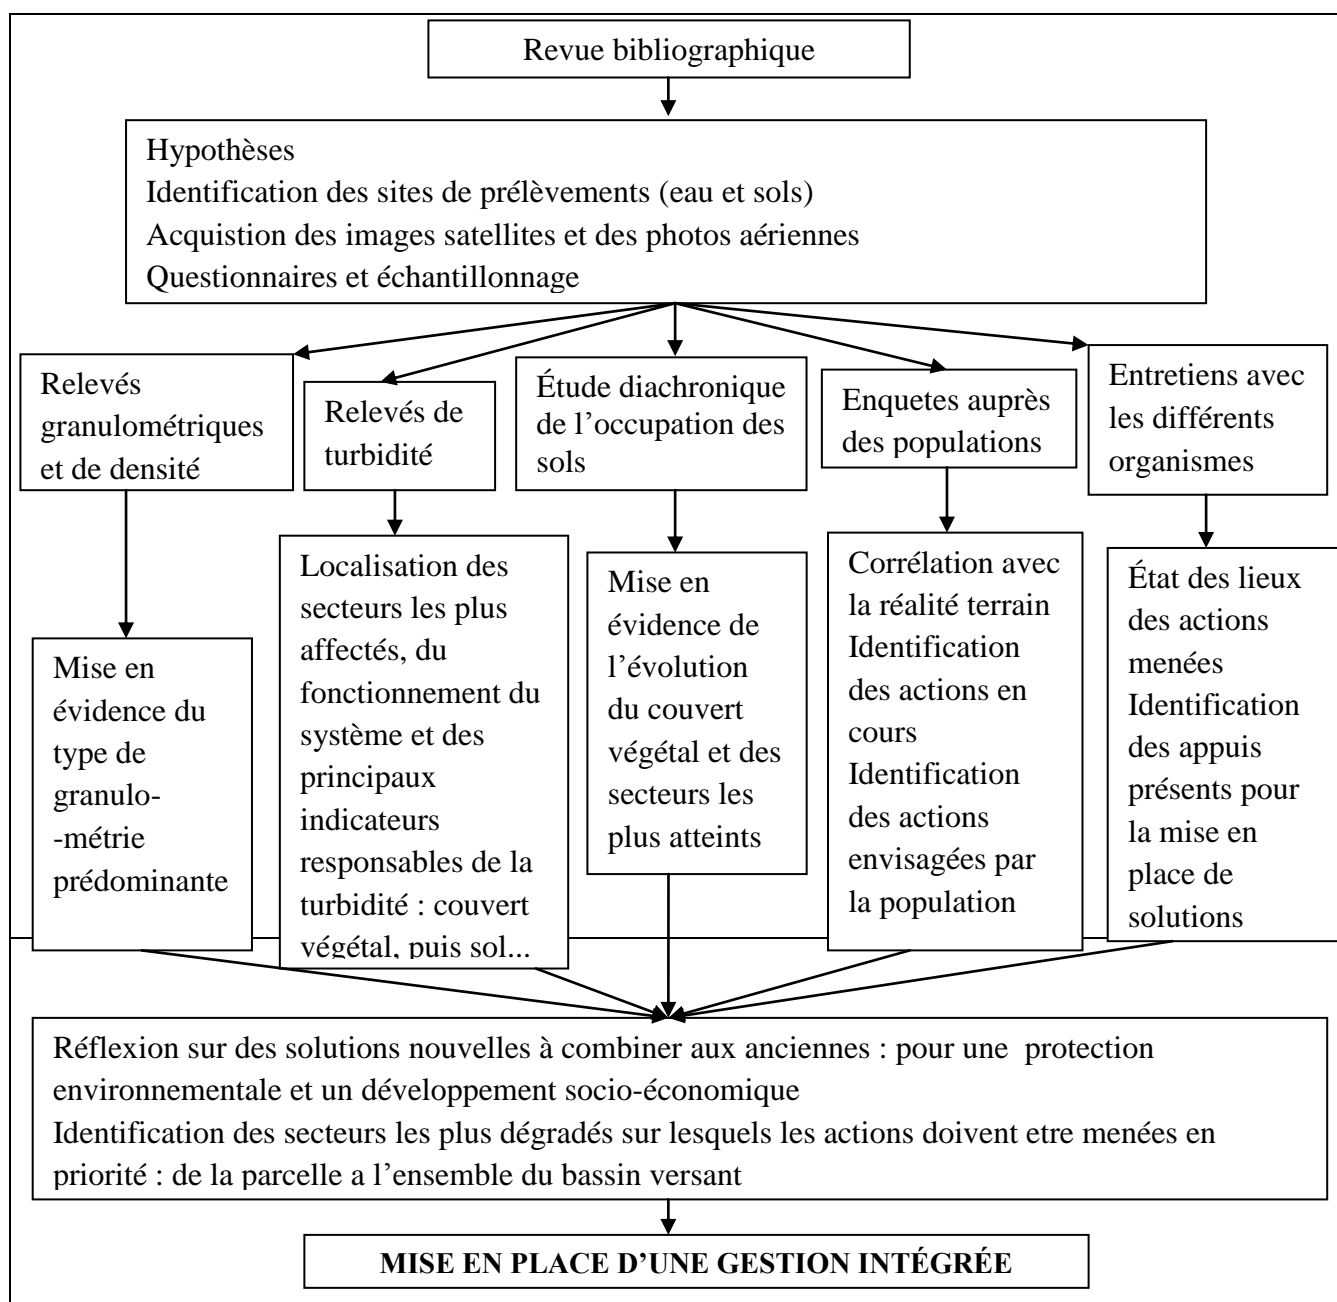 Revue bibliographique
Hypothèses
Identification des sites de prélèvements (eau et sols)
Acquistion des images satellites et des photos aériennes
Questionnaires et échantillonnage
Relevés
granulométriques
et de densité
Relevés de
turbidité
Étude diachronique
de l’occupation des
sols
Enquetes auprès
des populations
Entretiens avec
les différents
organismes
Mise en
évidence du
type de
granulo-
-métrie
prédominante
Localisation des
secteurs les plus
affectés, du
fonctionnement du
système et des
principaux
indicateurs
responsables de la
turbidité : couvert
végétal, puis sol...
Mise en
évidence de
l’évolution
du couvert
végétal et des
secteurs les
plus atteints
Corrélation avec
la réalité terrain
Identification
des actions en
cours
Identification
des actions
envisagées par
la population
État des lieux
des actions
menées
Identification
des appuis
présents pour
la mise en
place de
solutions
Réflexion sur des solutions nouvelles à combiner aux anciennes : pour une protection
environnementale et un développement socio-économique
Identification des secteurs les plus dégradés sur lesquels les actions doivent etre menées en
priorité : de la parcelle a l’ensemble du bassin versant
MISE EN PLACE D’UNE GESTION INTÉGRÉE